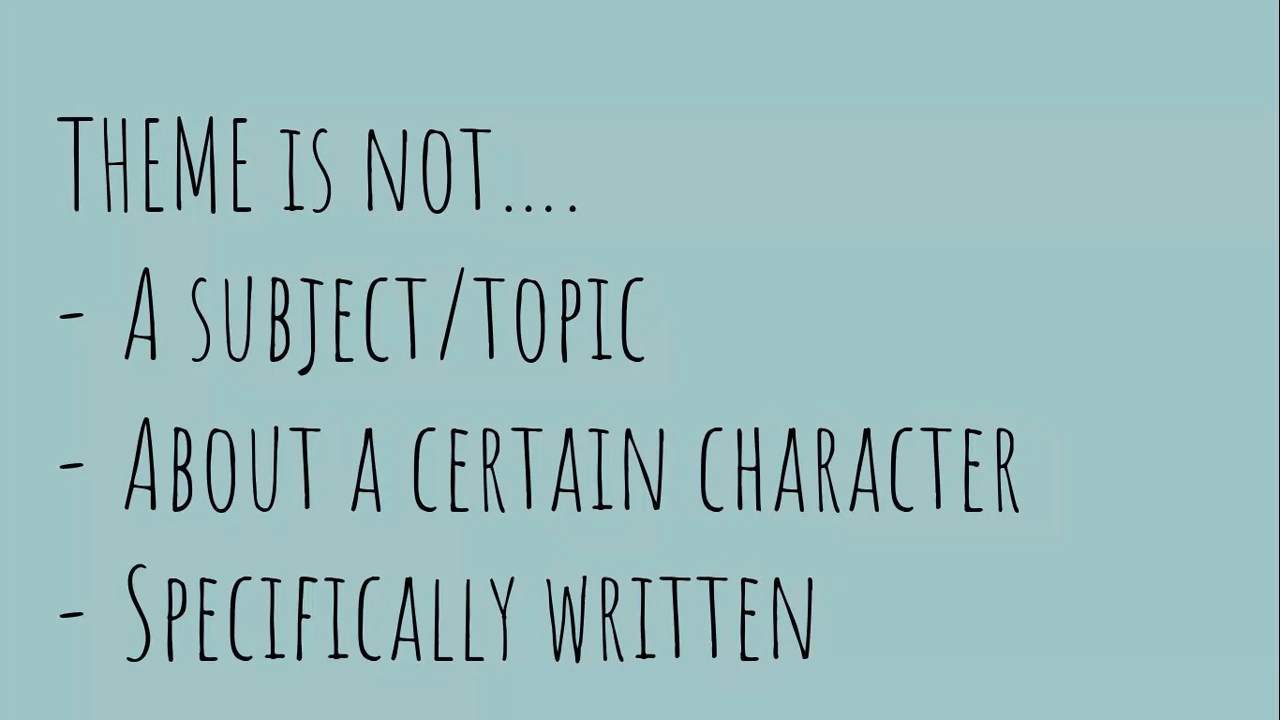 Theme is not....
- A subject/topic
- About a certain character
- Specifically written